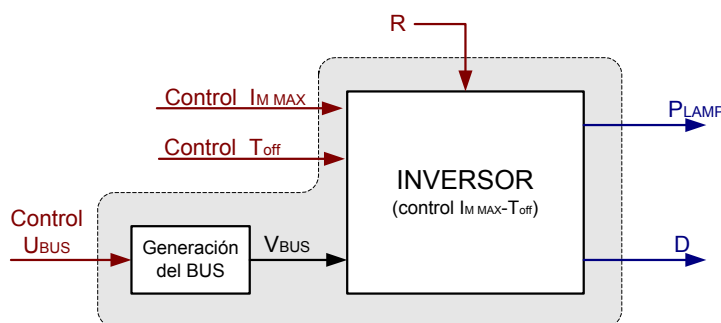 R
Control IM MAX
PLAMP
Control Toff
INVERSOR
(control IM MAX-Toff)
Control
UBUS
Generación
del BUS
VBUS
D